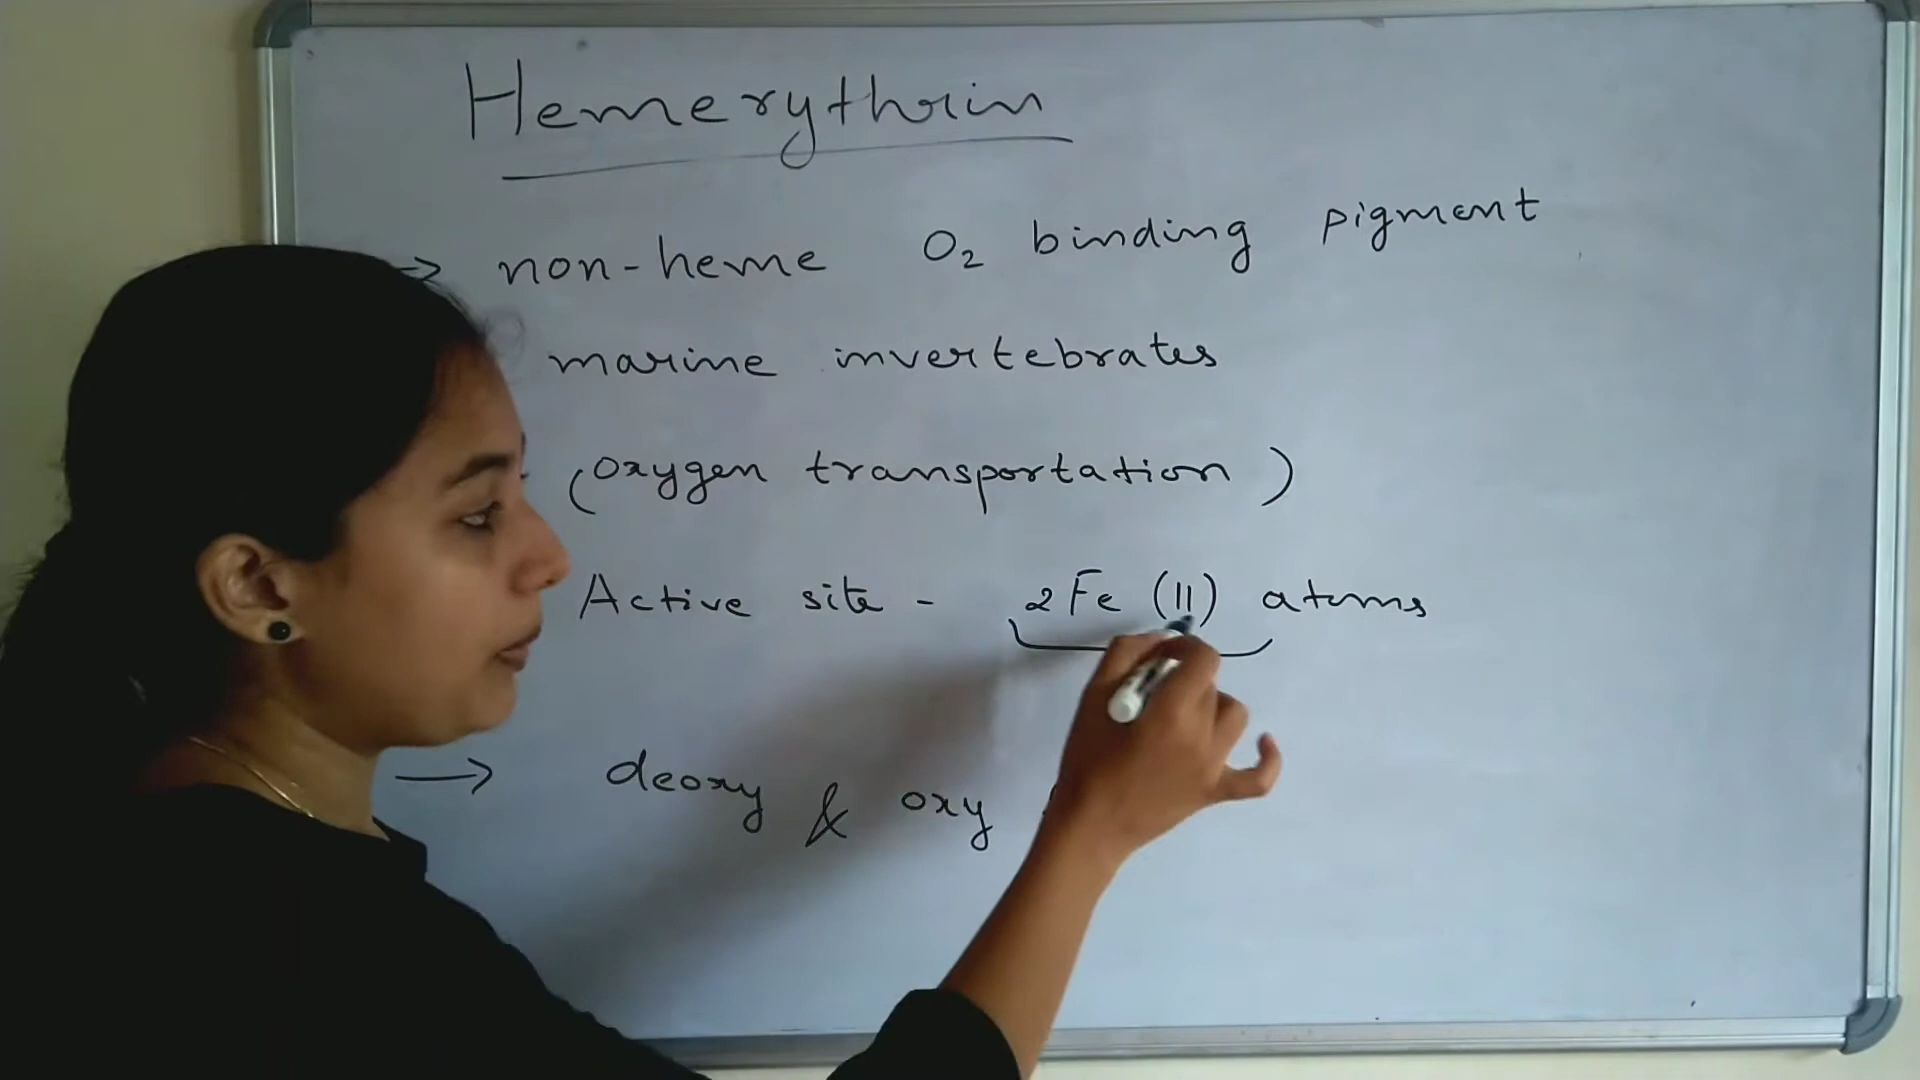 Hemerythrin
→ non-heme O₂ binding pigment
marine invertebrates
(oxygen transportation)
Active site - 2Fe (II) atoms
→ deoxy & oxy